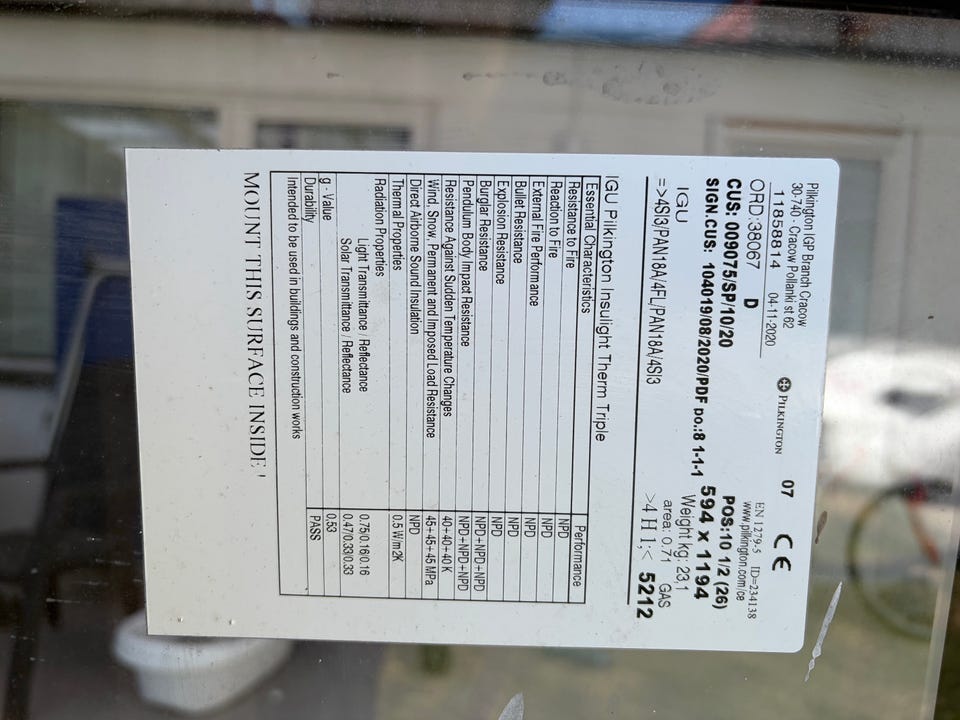 Pilkington IGP Branch Cracow
30-740 - Cracow Pollanki st 62
PILKINGTON
07 CE
11858814 04-11-2020
EN 1279-5 ID=234138
www.pilkington.com/ce
ORD:38067 D
CUS: 009075/SP/10/20
POS:10 1/2 (26)
SIGN.CUS: 104019/08/2020/PDF DO.:8 1-1-1
594 x 1194
IGU
Weight kg: 23,1
area: 0,71 GAS
=>4SI3/PAN18A/4FL/PAN18A/4SI3
>4 H 1;< 5212
IGU Pilkington Insulight Therm Triple
Essential Characteristics Performance
Resistance to Fire NPD
Reaction to Fire NPD
External Fire Performance NPD
Bullet Resistance NPD
Explosion Resistance NPD
Burglar Resistance NPD+NPD+NPD
Pendulum Body Impact Resistance NPD+NPD+NPD
Resistance Against Sudden Temperature Changes 40+40+40 K
Wind, Snow, Permanent and Imposed Load Resistance 45+45+45 MPa
Direct Airborne Sound Insulation NPD
Thermal Properties 0.5 W/m2K
Radiation Properties
Light Transmittance / Reflectance 0.75/0.16/0.16
Solar Transmittance / Reflectance 0.47/0.33/0.33
g - Value 0.53
Durability PASS
Intended to be used in buildings and construction works
MOUNT THIS SURFACE INSIDE !